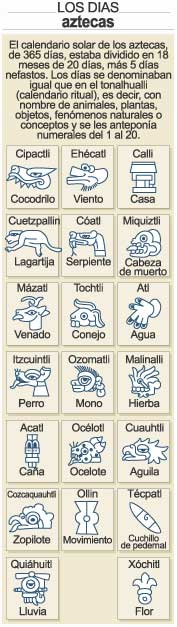 LOS DIAS
aztecas
El calendario solar de los aztecas,
de 365 días, estaba dividido en 18
meses de 20 días, más 5 días
nefastos. Los días se denominaban
igual que en el tonalhualli
(calendario ritual), es decir, con
nombre de animales, plantas,
objetos, fenómenos naturales o
conceptos y se les anteponía
numerales del 1 al 20.
Cipactli Ehécatl Calli
Cocodrilo Viento Casa
Cuetzpallin Cóatl Miquiztli
Lagartija Serpiente Cabeza
de muerto
Mázatl Tochtli Atl
Venado Conejo Agua
Itzcuintli Ozomatli Malinalli
Perro Mono Hierba
Acatl Océlotl Cuauhtli
Caña Ocelote Aguila
Cozcaquauhtli Ollin Técpatl
Zopilote Movimiento Cuchillo
de pedernal
Quiáhuitl Xóchitl
Lluvia Flor